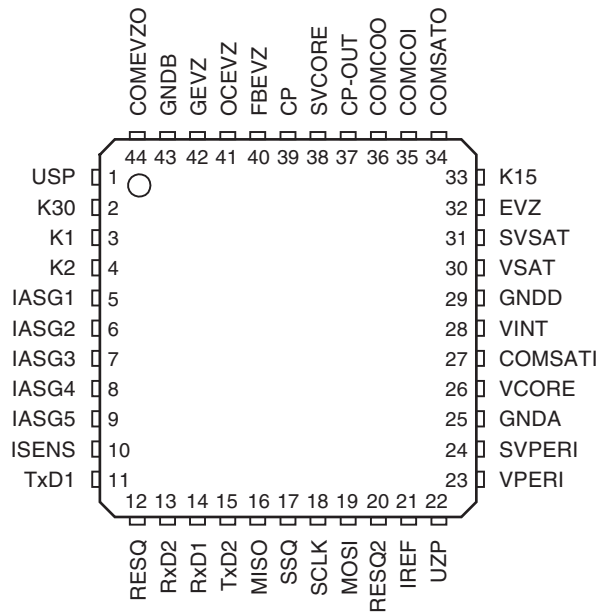 COMEVZO GNDB GEVZ OCEVZ FBEVZ CP SVCORE CP-OUT COMCOO COMCOI COMSATO
44 43 42 41 40 39 38 37 36 35 34
USP 1 33 K15
K30 2 32 EVZ
K1 3 31 SVSAT
K2 4 30 VSAT
IASG1 5 29 GNDD
IASG2 6 28 VINT
IASG3 7 27 COMSATI
IASG4 8 26 VCORE
IASG5 9 25 GNDA
ISENS 10 24 SVPERI
TxD1 11 23 VPERI
12 13 14 15 16 17 18 19 20 21 22
RESQ RxD2 RxD1 TxD2 MISO SSQ SCLK MOSI RESQ2 IREF UZP